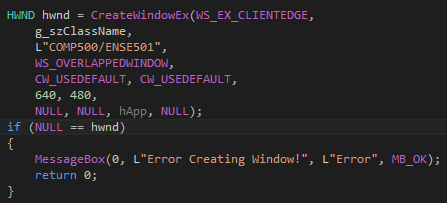 HWND hwnd = CreateWindowEx(WS_EX_CLIENTEDGE,
    g_szClassName,
    L"COMP500/ENSE501",
    WS_OVERLAPPEDWINDOW,
    CW_USEDEFAULT, CW_USEDEFAULT,
    640, 480,
    NULL, NULL, hApp, NULL);
if (NULL == hwnd)
{
    MessageBox(0, L"Error Creating Window!", L"Error", MB_OK);
    return 0;
}